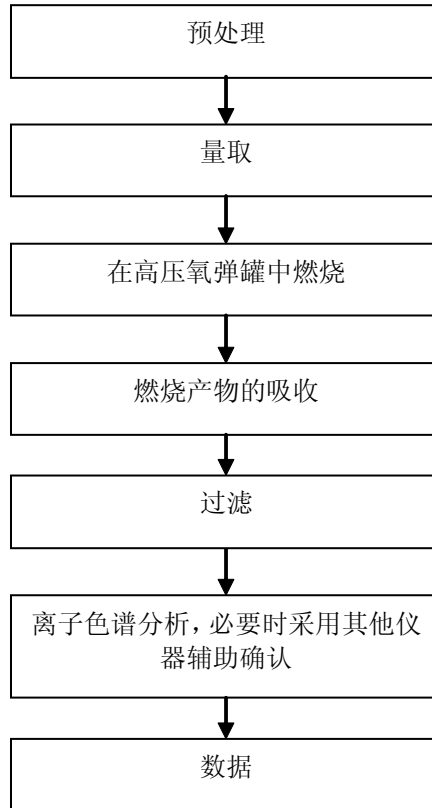 预处理
量取
在高压氧弹罐中燃烧
燃烧产物的吸收
过滤
离子色谱分析，必要时采用其他仪
器辅助确认
数据